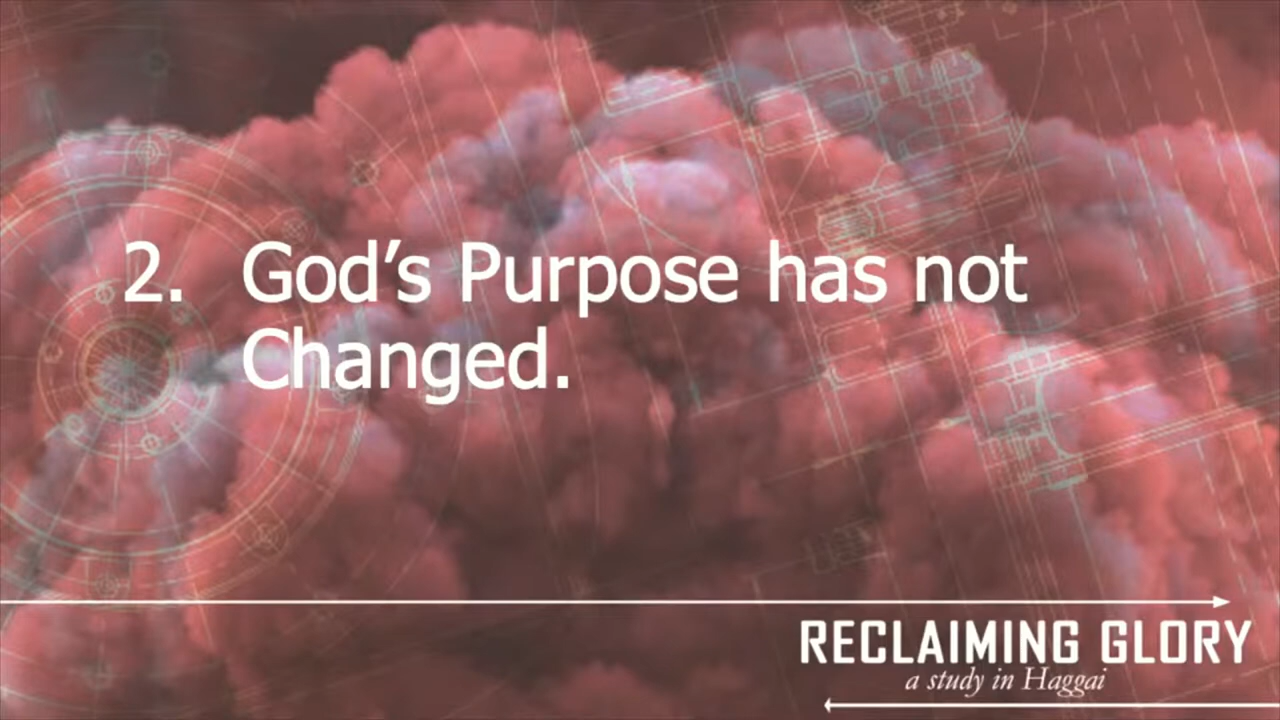 2. God’s Purpose has not
Changed.
RECLAIMING GLORY
a study in Haggai